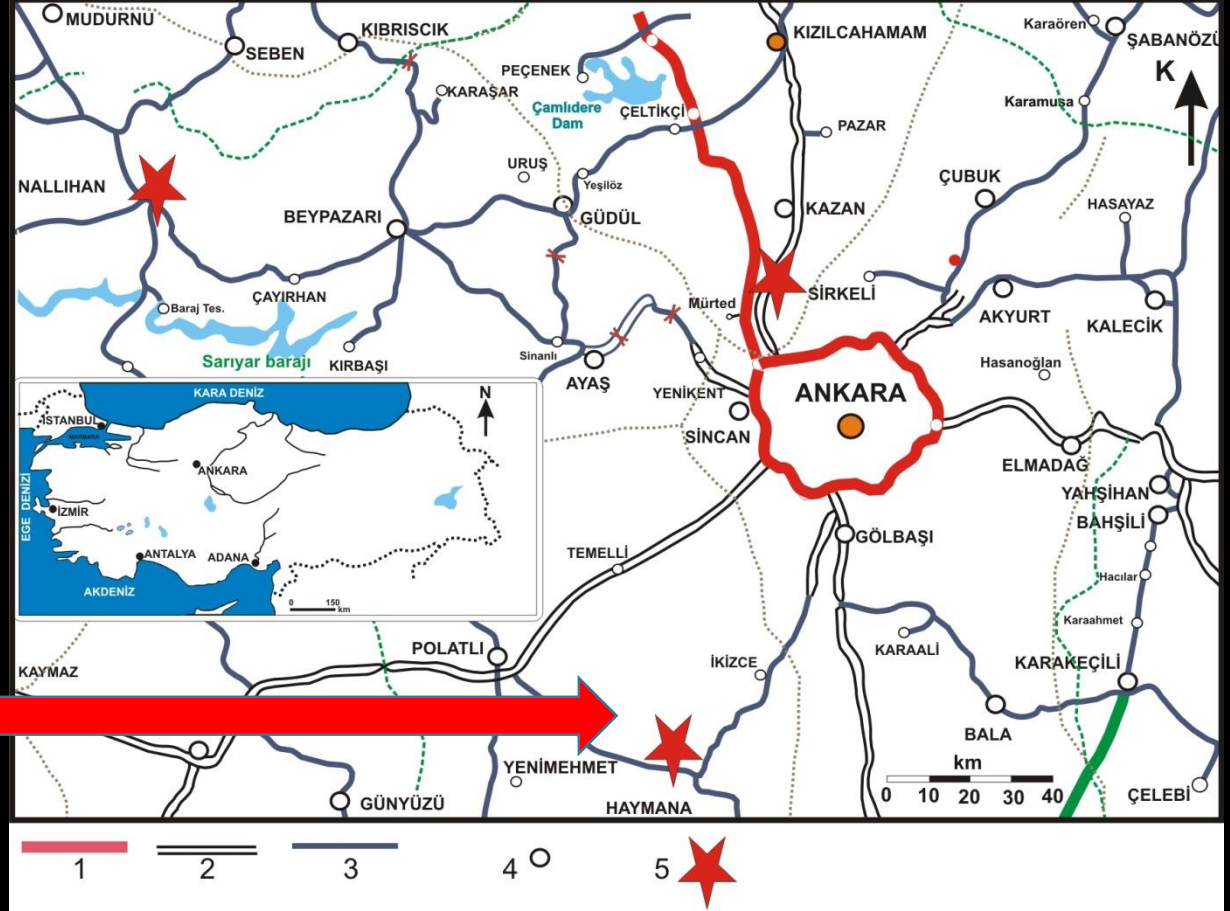 MUDURNU
SEBEN
KIBRISCIK
PEÇENEK
KARAŞAR
Çamlıdere
Dam
ÇELTİKÇİ
KIZILCAHAMAM
Karaören
ŞABANÖZÜ
K
Karamusa
PAZAR
NALLIHAN
URUŞ
Yeşilöz
BEYPAZARI
GÜDÜL
KAZAN
ÇUBUK
HASAYAZ
ÇAYIRHAN
Baraj Tes.
Mürted
SİRKELİ
AKYURT
KALECİK
Sarıyar barajı
KIRBAŞI
Sinanlı
AYAŞ
Hasanoğlan
YENİKENT
SİNCAN
ANKARA
ELMADAĞ
YAHŞİHAN
BAHŞİLİ
KARA DENİZ
N
İSTANBUL
MARMARA
ANKARA
EGE DENİZİ
İZMİR
ANTALYA
ADANA
AKDENİZ
0 150
km
TEMELLİ
GÖLBAŞI
Hacılar
Karaahmet
POLATLI
KAYMAZ
İKİZCE
KARAALİ
KARAKEÇİLİ
BALA
YENİMEHMET
HAYMANA
GÜNYÜZÜ
km
0 10 20 30 40
ÇELEBİ
1 2 3 4 5